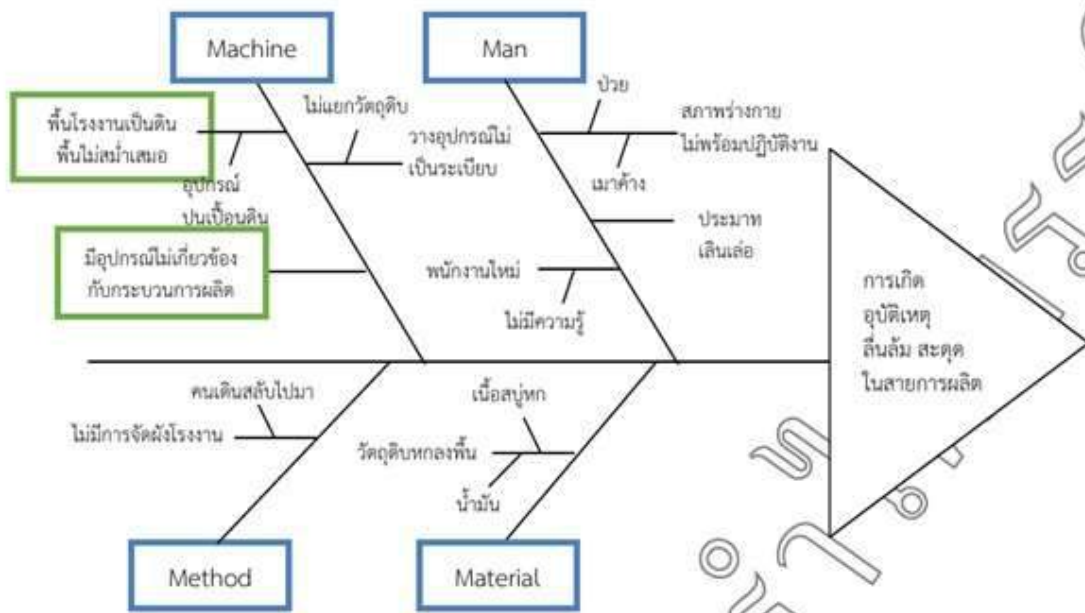 Machine
Man
พื้นโรงงานเป็นดิน
พื้นไม่สม่ำเสมอ
อุปกรณ์
ปนเปื้อนดิน
ไม่แยกวัตถุดิบ
วางอุปกรณ์ไม่
เป็นระเบียบ
มีอุปกรณ์ไม่เกี่ยวข้อง
กับกระบวนการผลิต
ป่วย
สภาพร่างกาย
ไม่พร้อมปฏิบัติงาน
เมาค้าง
ประมาท
เลินเล่อ
พนักงานใหม่
ไม่มีความรู้
การเกิด
อุบัติเหตุ
ลื่นล้ม สะดุด
ในสายการผลิต
คนเดินสลับไปมา
ไม่มีการจัดผังโรงงาน
เนื้อสบู่หก
วัตถุดิบหกลงพื้น
น้ำมัน
Method
Material